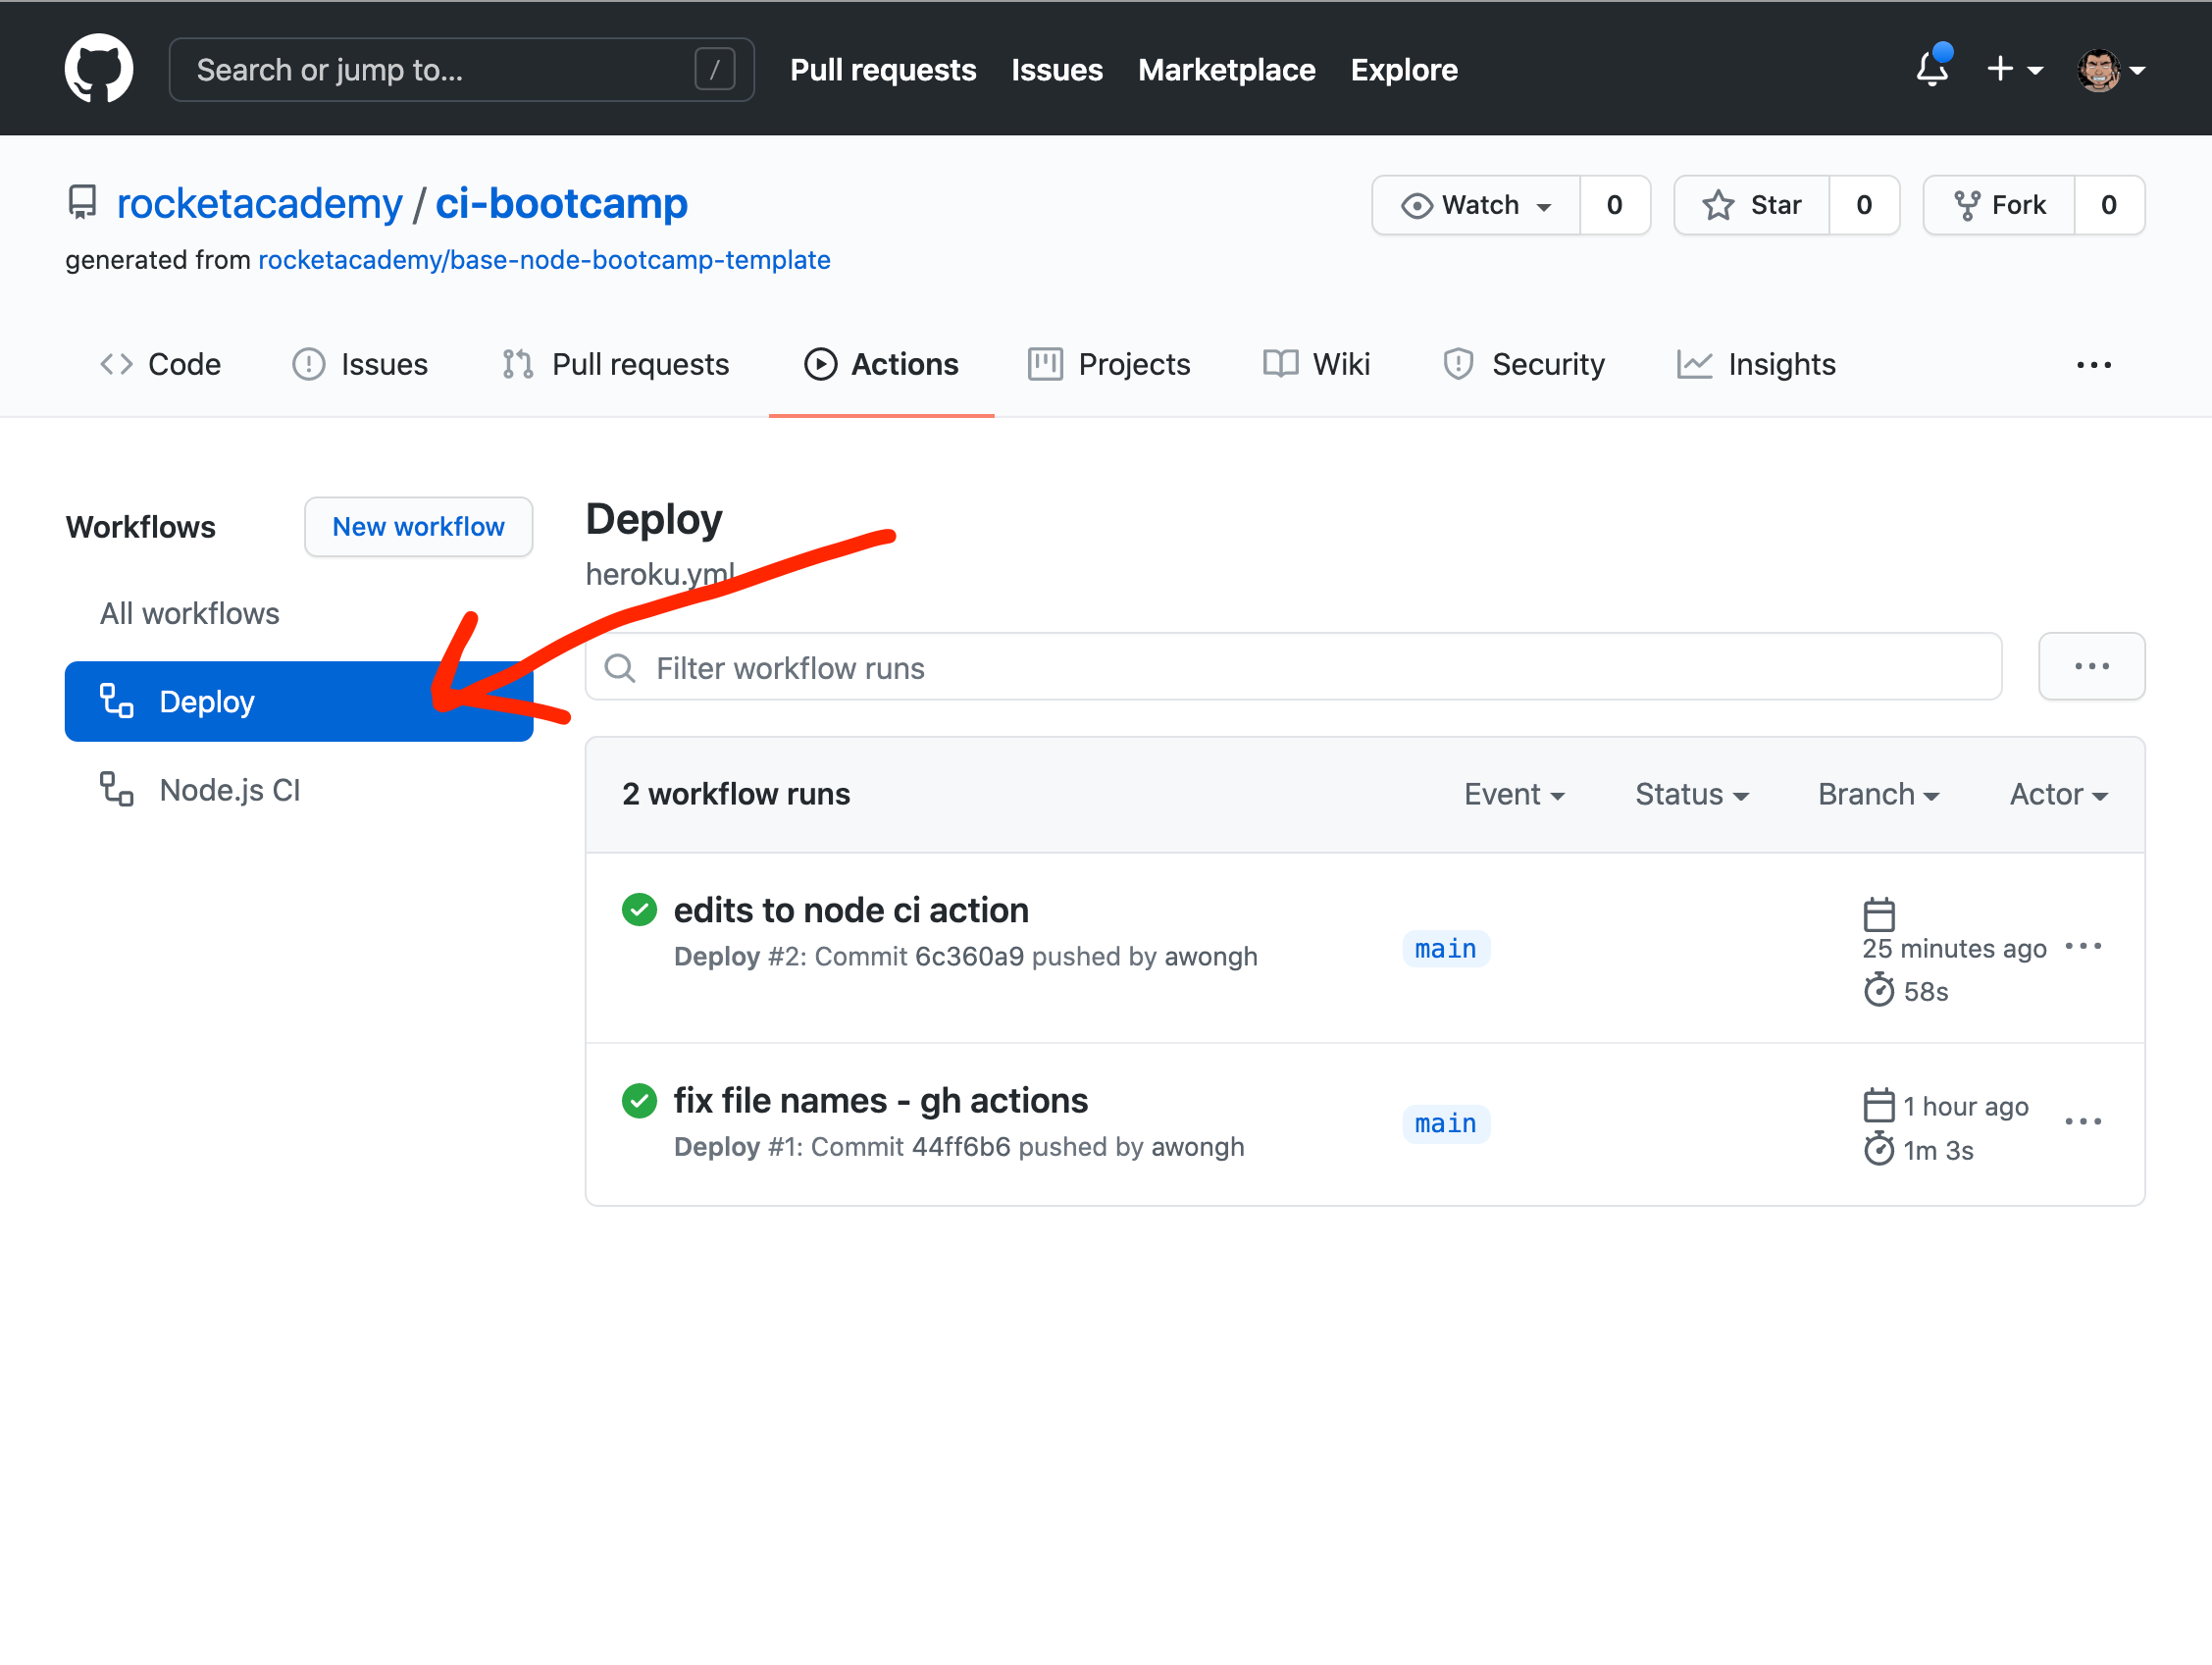 Search or jump to... / Pull requests Issues Marketplace Explore
rocketacademy / ci-bootcamp Watch 0 Star 0 Fork 0
generated from rocketacademy/base-node-bootcamp-template
Code Issues Pull requests Actions Projects Wiki Security Insights
Workflows New workflow
All workflows
Deploy
Node.js CI
Deploy
heroku.yml
Filter workflow runs
2 workflow runs Event Status Branch Actor
edits to node ci action
Deploy #2: Commit 6c360a9 pushed by awongh
main
25 minutes ago
58s
fix file names - gh actions
Deploy #1: Commit 44ff6b6 pushed by awongh
main
1 hour ago
1m 3s